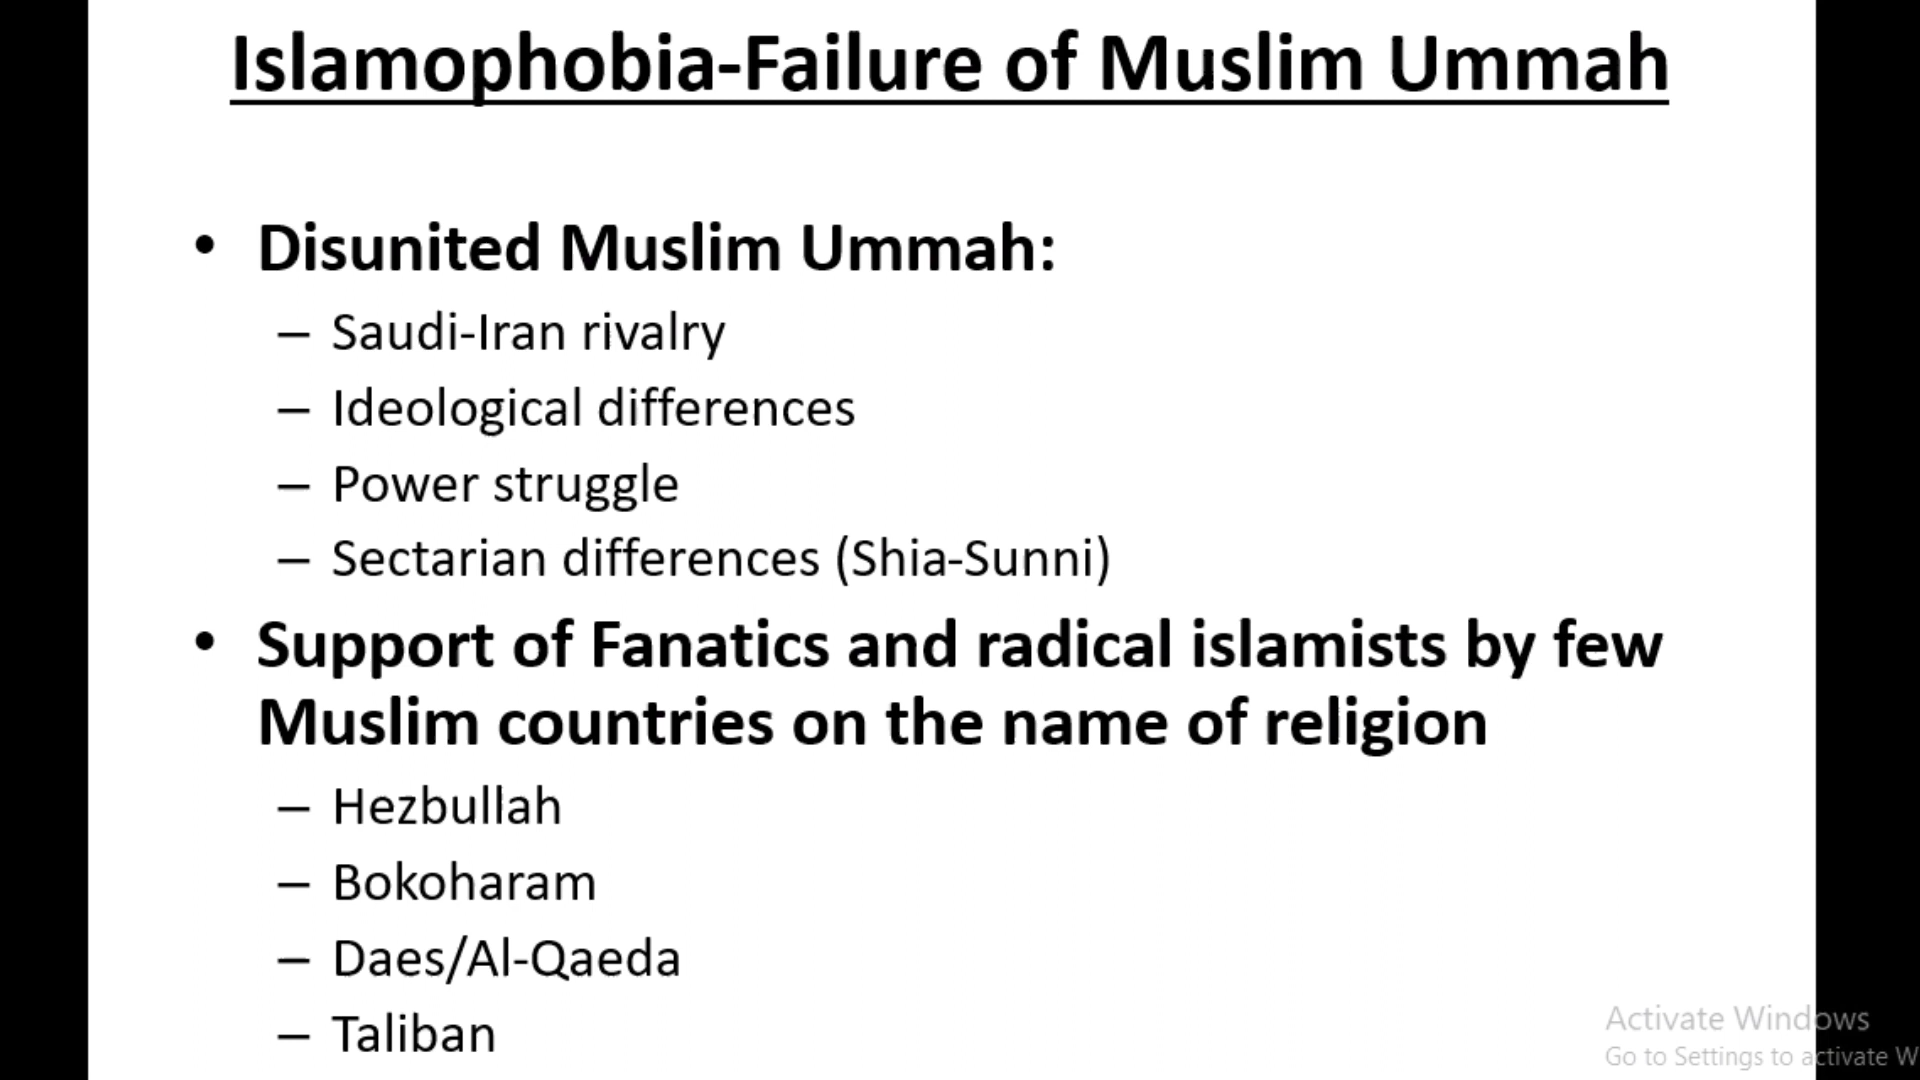 Islamophobia-Failure of Muslim Ummah
• Disunited Muslim Ummah:
– Saudi-Iran rivalry
– Ideological differences
– Power struggle
– Sectarian differences (Shia-Sunni)
• Support of Fanatics and radical islamists by few
Muslim countries on the name of religion
– Hezbullah
– Bokoharam
– Daes/Al-Qaeda
– Taliban
Activate Windows
Go to Settings to activate W